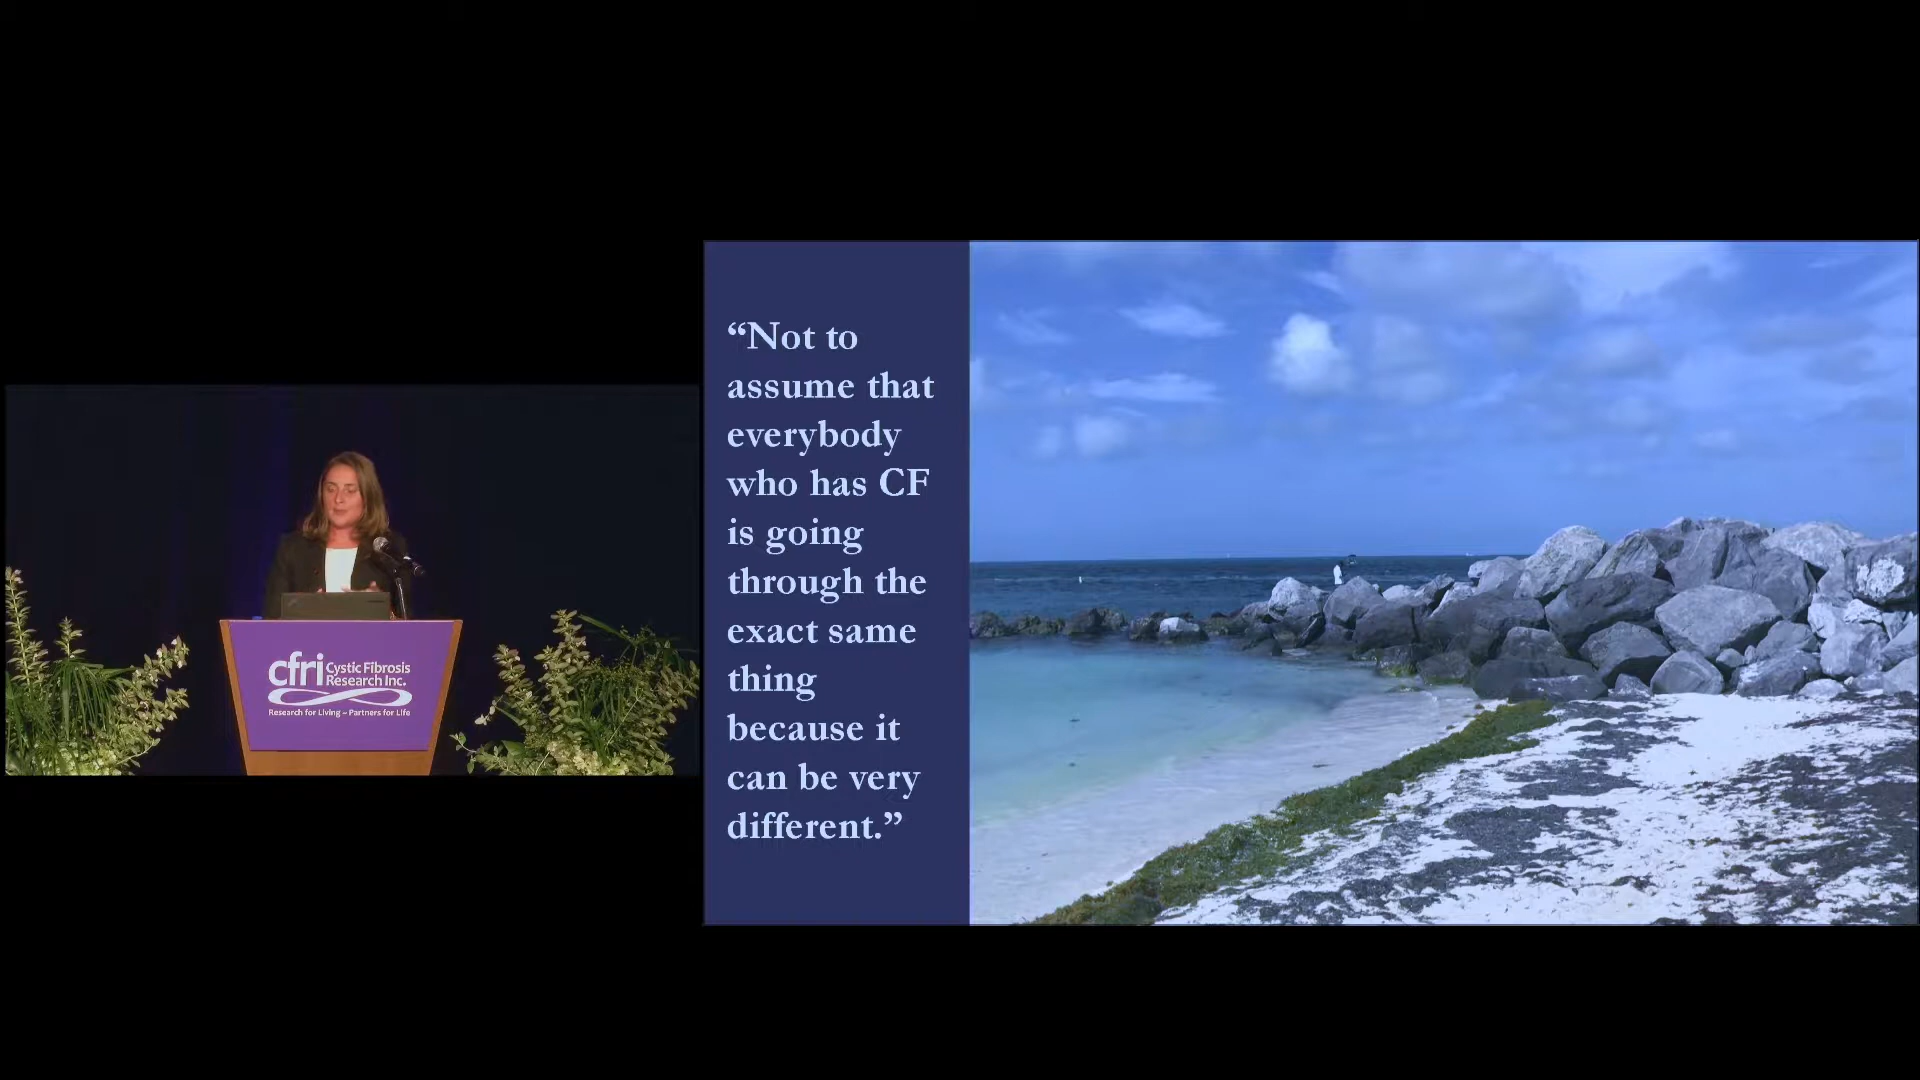 cfri Cystic Fibrosis
Research Inc.
Research for Living ~ Partners for Life
“Not to
assume that
everybody
who has CF
is going
through the
exact same
thing
because it
can be very
different.”